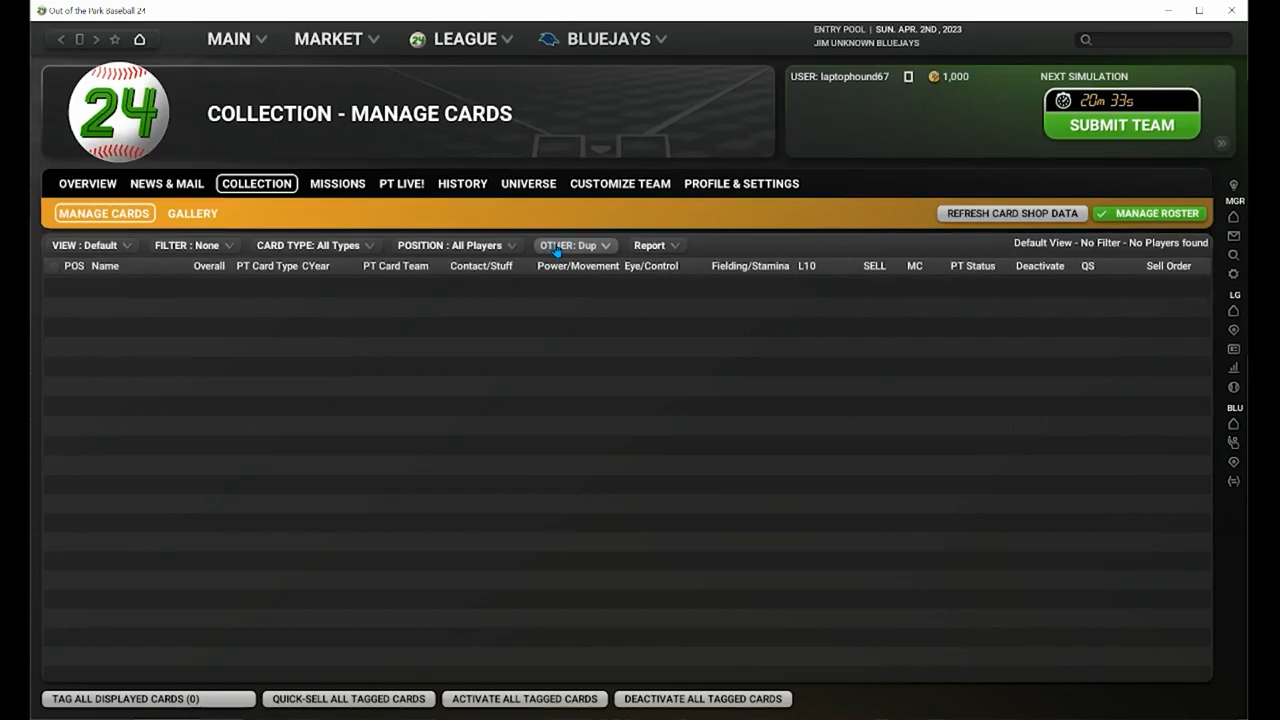 Out of the Park Baseball 24
MAIN MARKET 24 LEAGUE BLUEJAYS
ENTRY POOL | SUN. APR. 2ND, 2023
JIM UNKNOWN BLUEJAYS
24
COLLECTION - MANAGE CARDS
USER: laptophound67 1,000
NEXT SIMULATION
20m 33s
SUBMIT TEAM
OVERVIEW NEWS & MAIL COLLECTION MISSIONS PT LIVE! HISTORY UNIVERSE CUSTOMIZE TEAM PROFILE & SETTINGS
MANAGE CARDS GALLERY REFRESH CARD SHOP DATA MANAGE ROSTER
VIEW : Default FILTER : None CARD TYPE: All Types POSITION : All Players OTHER: Dup Report Default View - No Filter - No Players found
POS Name Overall PT Card Type CYear PT Card Team Contact/Stuff Power/Movement Eye/Control Fielding/Stamina L10 SELL MC PT Status Deactivate QS Sell Order
MGR
LG
BLU
TAG ALL DISPLAYED CARDS (0) QUICK-SELL ALL TAGGED CARDS ACTIVATE ALL TAGGED CARDS DEACTIVATE ALL TAGGED CARDS